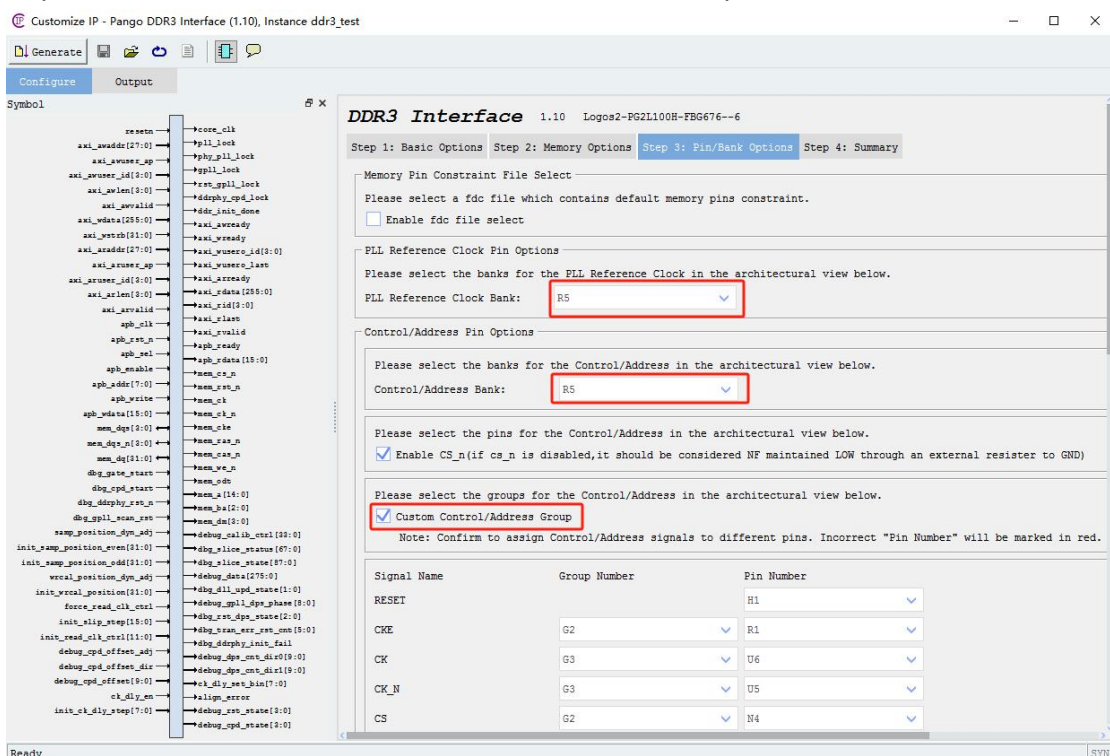 Customize IP - Pango DDR3 Interface (1.10), Instance ddr3_test
Generate
Configure Output
Symbol
resetn
axi_awaddr[27:0]
axi_awuser_ap
axi_awuser_id[3:0]
axi_awlen[3:0]
axi_awvalid
axi_wdata[255:0]
axi_wstrb[31:0]
axi_araddr[27:0]
axi_aruser_ap
axi_aruser_id[3:0]
axi_arlen[3:0]
axi_arvalid
apb_clk
apb_rst_n
apb_sel
apb_enable
apb_addr[7:0]
apb_write
apb_wdata[15:0]
mem_dqs[3:0]
mem_dqs_n[3:0]
mem_dq[31:0]
dbg_gate_start
dbg_cpd_start
dbg_ddrphy_rst_n
dbg_gpll_scan_rst
samp_position_dyn_adj
init_samp_position_even[31:0]
init_samp_position_odd[31:0]
wrcal_position_dyn_adj
init_wrcal_position[31:0]
force_read_clk_ctrl
init_slip_step[15:0]
init_read_clk_ctrl[11:0]
debug_cpd_offset_adj
debug_cpd_offset_dir
debug_cpd_offset[9:0]
ck_dly_en
init_ck_dly_step[7:0]
core_clk
pll_lock
phy_pll_lock
gpll_lock
rst_gpll_lock
ddrphy_cpd_lock
ddr_init_done
axi_awready
axi_wready
axi_wusero_id[3:0]
axi_wusero_last
axi_arready
axi_rdata[255:0]
axi_rid[3:0]
axi_rlast
axi_rvalid
apb_ready
apb_rdata[15:0]
mem_cs_n
mem_rst_n
mem_ck
mem_ck_n
mem_cke
mem_ras_n
mem_cas_n
mem_we_n
mem_odt
mem_a[14:0]
mem_ba[2:0]
mem_dm[3:0]
debug_calib_ctrl[33:0]
dbg_slice_status[67:0]
dbg_slice_state[87:0]
debug_data[275:0]
dbg_dll_upd_state[1:0]
debug_gpll_dps_phase[8:0]
dbg_rst_dps_state[2:0]
dbg_tran_err_rst_cnt[5:0]
dbg_ddrphy_init_fail
debug_dps_cnt_dir0[9:0]
debug_dps_cnt_dir1[9:0]
ck_dly_set_bin[7:0]
align_error
debug_rst_state[3:0]
debug_cpd_state[3:0]
DDR3 Interface 1.10 Logos2-PG2L100H-FBG676--6
Step 1: Basic Options Step 2: Memory Options Step 3: Pin/Bank Options Step 4: Summary
Memory Pin Constraint File Select
Please select a fdc file which contains default memory pins constraint.
Enable fdc file select
PLL Reference Clock Pin Options
Please select the banks for the PLL Reference Clock in the architectural view below.
PLL Reference Clock Bank: R5
Control/Address Pin Options
Please select the banks for the Control/Address in the architectural view below.
Control/Address Bank: R5
Please select the pins for the Control/Address in the architectural view below.
Enable CS_n(if cs_n is disabled,it should be considered NF maintained LOW through an external resister to GND)
Please select the groups for the Control/Address in the architectural view below.
Custom Control/Address Group
Note: Confirm to assign Control/Address signals to different pins. Incorrect "Pin Number" will be marked in red.
Signal Name Group Number Pin Number
RESET H1
CKE G2 R1
CK G3 U6
CK_N G3 U5
CS G2 N4
Ready
SYN